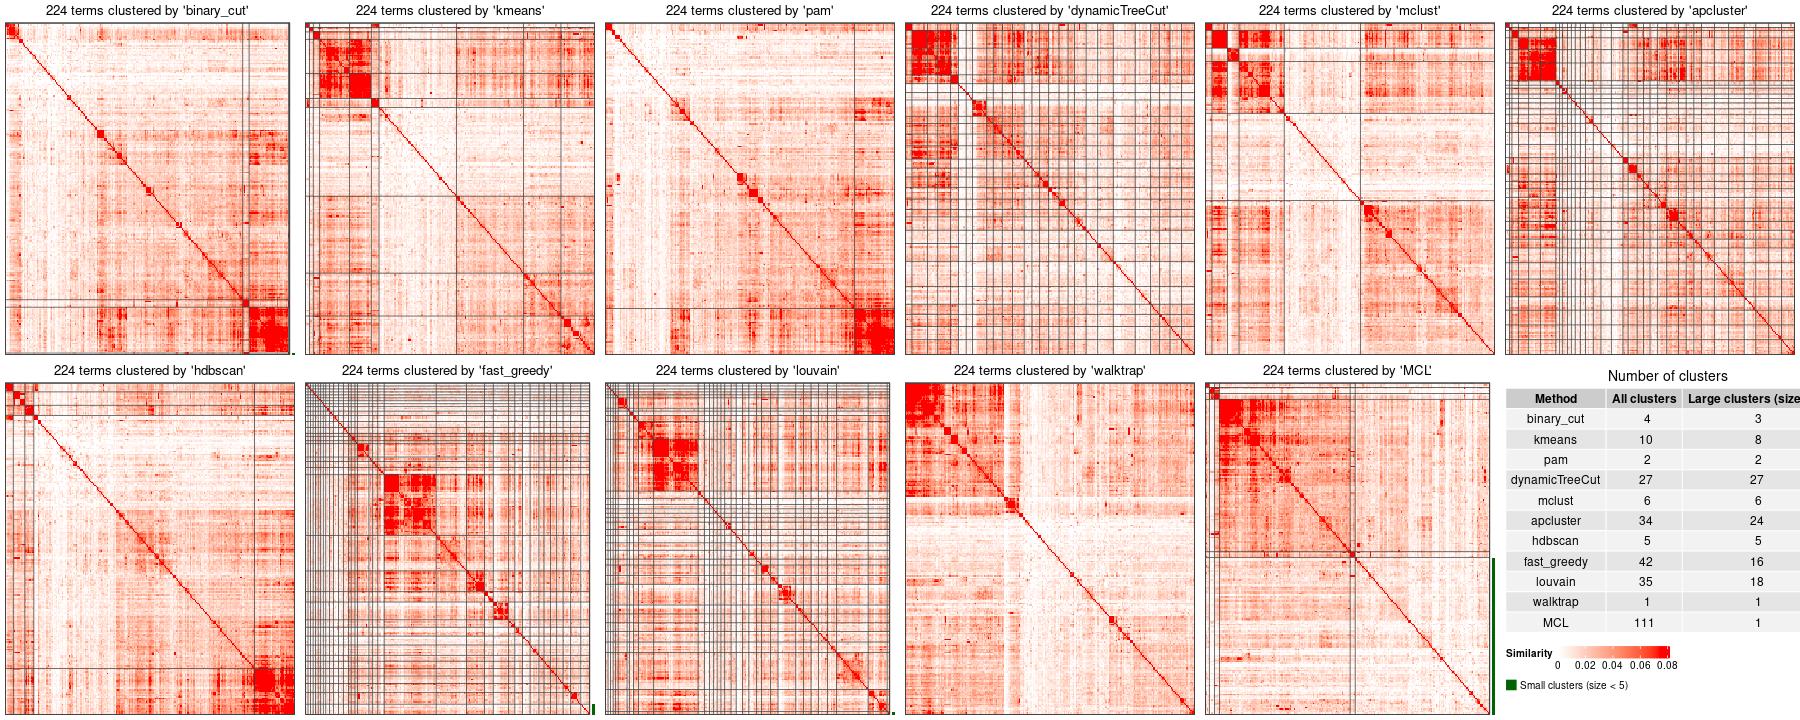 224 terms clustered by 'binary_cut'
224 terms clustered by 'kmeans'
224 terms clustered by 'pam'
224 terms clustered by 'dynamicTreeCut'
224 terms clustered by 'mclust'
224 terms clustered by 'apcluster'
224 terms clustered by 'hdbscan'
224 terms clustered by 'fast_greedy'
224 terms clustered by 'louvain'
224 terms clustered by 'walktrap'
224 terms clustered by 'MCL'
Number of clusters
Method All clusters Large clusters (size
binary_cut 4 3
kmeans 10 8
pam 2 2
dynamicTreeCut 27 27
mclust 6 6
apcluster 34 24
hdbscan 5 5
fast_greedy 42 16
louvain 35 18
walktrap 1 1
MCL 111 1
Similarity
0 0.02 0.04 0.06 0.08
Small clusters (size < 5)